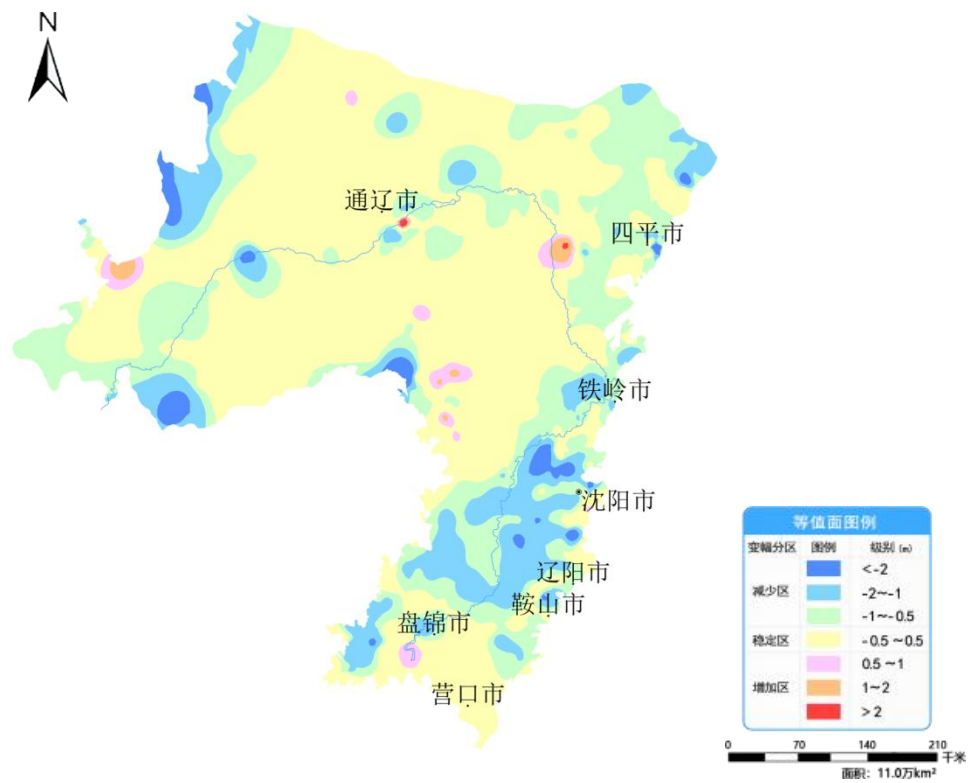 N
通辽市
四平市
铁岭市
沈阳市
辽阳市
鞍山市
盘锦市
营口市
等值面图例
变幅分区 图例 级别 (m)
减少区
<-2
-2~-1
-1~-0.5
稳定区 -0.5~0.5
增加区
0.5~1
1~2
>2
0 70 140 210 千米
面积: 11.0万km²